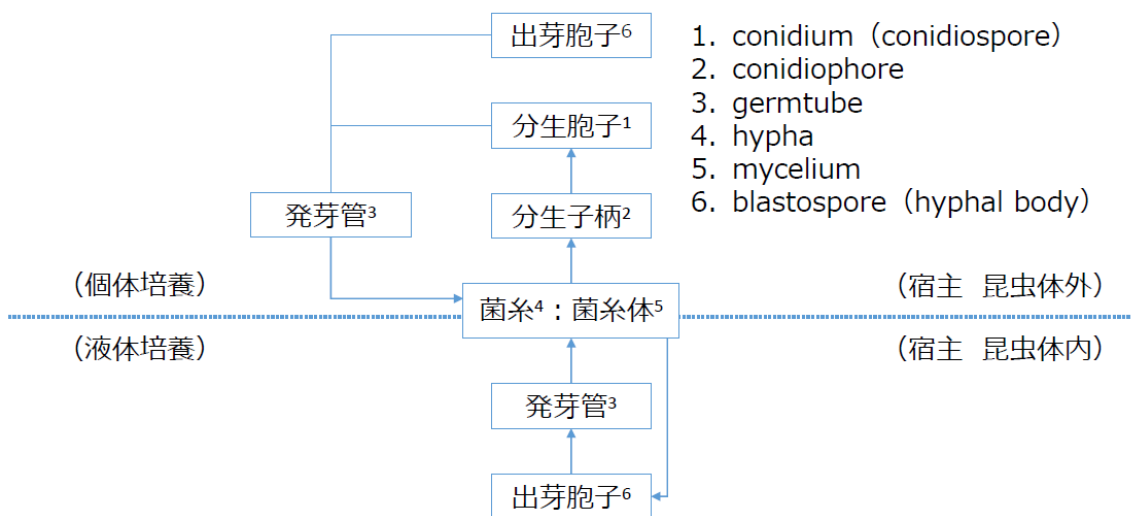 出芽胞子6
分生胞子1
発芽管3
分生子柄2
(個体培養)
菌糸4:菌糸体5
(宿主 昆虫体外)
(液体培養)
(宿主 昆虫体内)
発芽管3
出芽胞子6
1. conidium(conidiospore)
2. conidiophore
3. germtube
4. hypha
5. mycelium
6. blastospore(hyphal body)